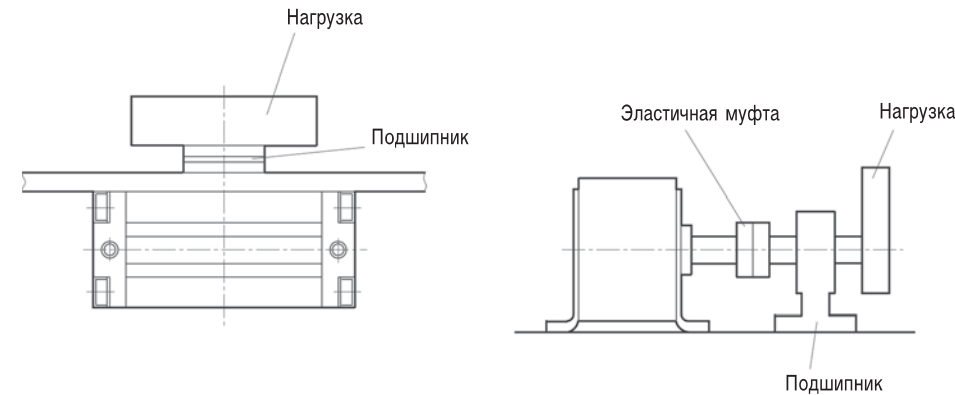 Нагрузка
Подшипник
Эластичная муфта
Нагрузка
Подшипник